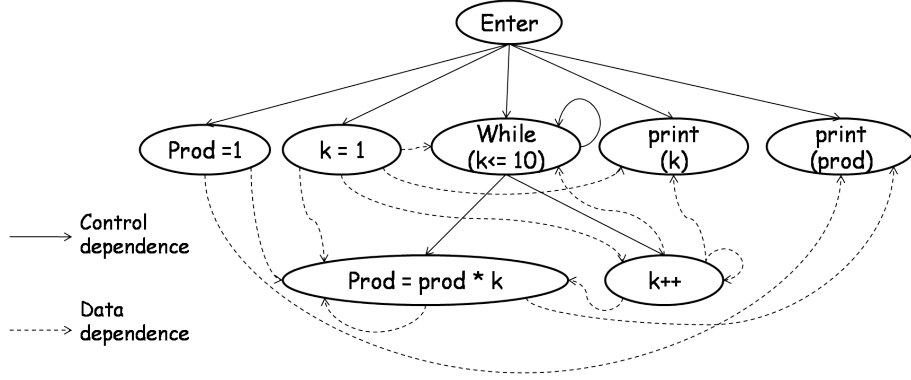 Enter
Prod =1
k = 1
While
(k<= 10)
print
(k)
print
(prod)
Control
dependence
Prod = prod * k
k++
Data
dependence